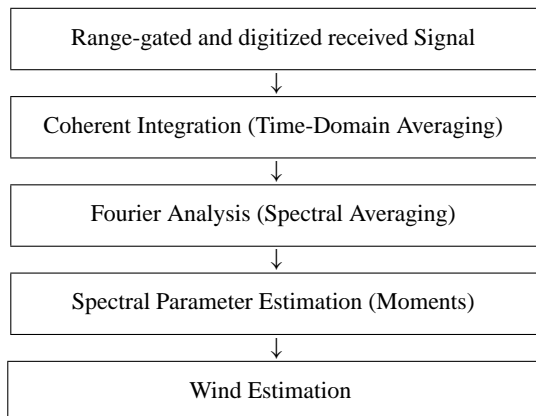 Range-gated and digitized received Signal
↓
Coherent Integration (Time-Domain Averaging)
↓
Fourier Analysis (Spectral Averaging)
↓
Spectral Parameter Estimation (Moments)
↓
Wind Estimation